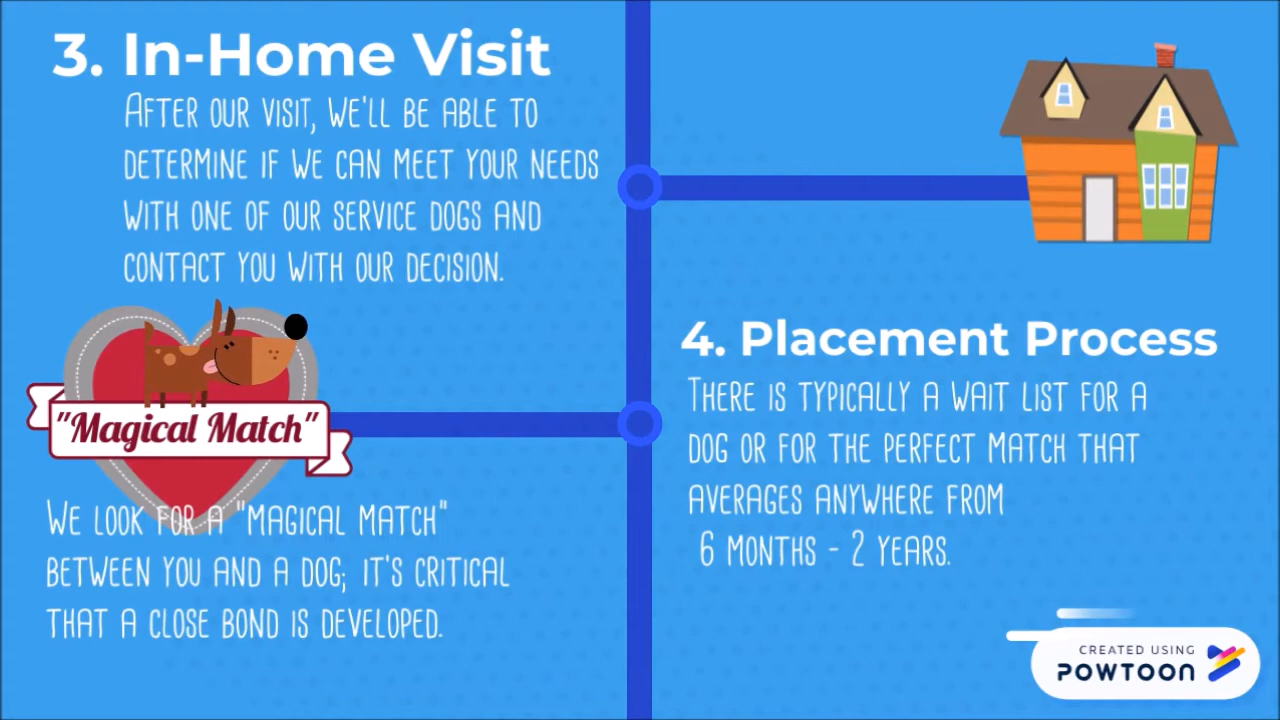 3. In-Home Visit
After our visit, we'll be able to
determine if we can meet your needs
with one of our service dogs and
contact you with our decision.
"Magical Match"
We look for a "magical match"
between you and a dog; it's critical
that a close bond is developed.
4. Placement Process
There is typically a wait list for a
dog or for the perfect match that
averages anywhere from
6 months - 2 years.
CREATED USING
POWTOON